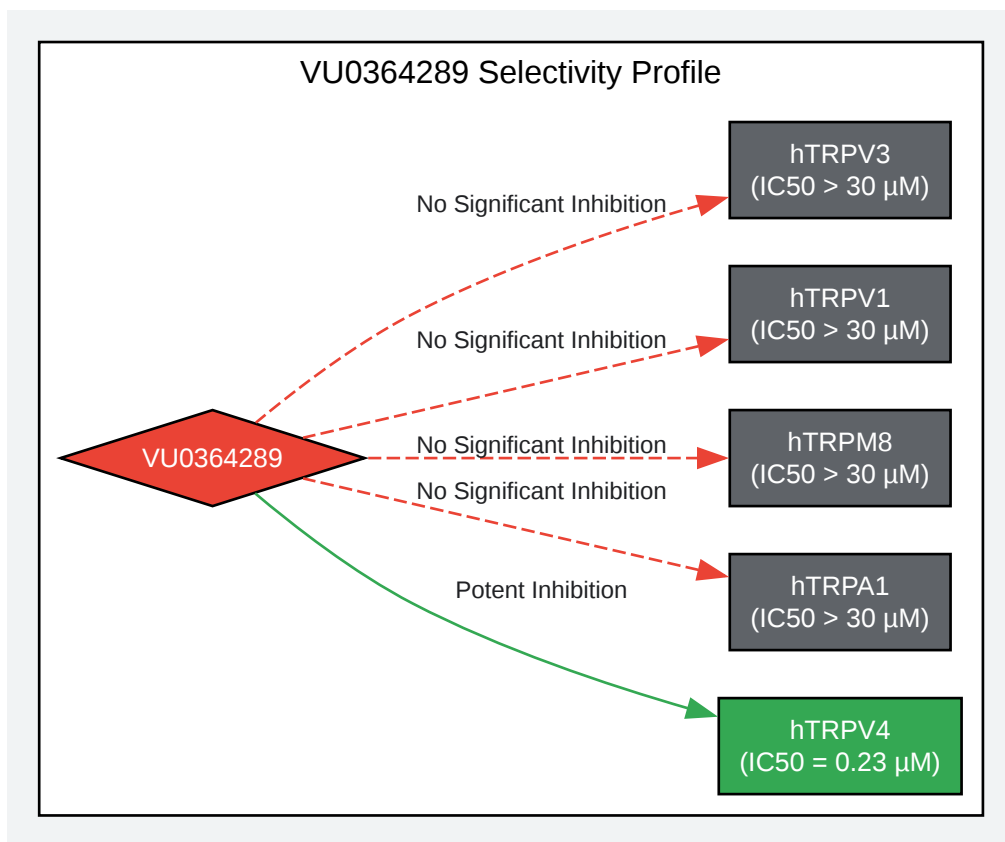 VU0364289 Selectivity Profile
hTRPV3
(IC50 > 30 µM)
No Significant Inhibition
hTRPV1
(IC50 > 30 µM)
No Significant Inhibition
hTRPM8
(IC50 > 30 µM)
No Significant Inhibition
VU0364289
No Significant Inhibition
hTRPA1
(IC50 > 30 µM)
Potent Inhibition
hTRPV4
(IC50 = 0.23 µM)